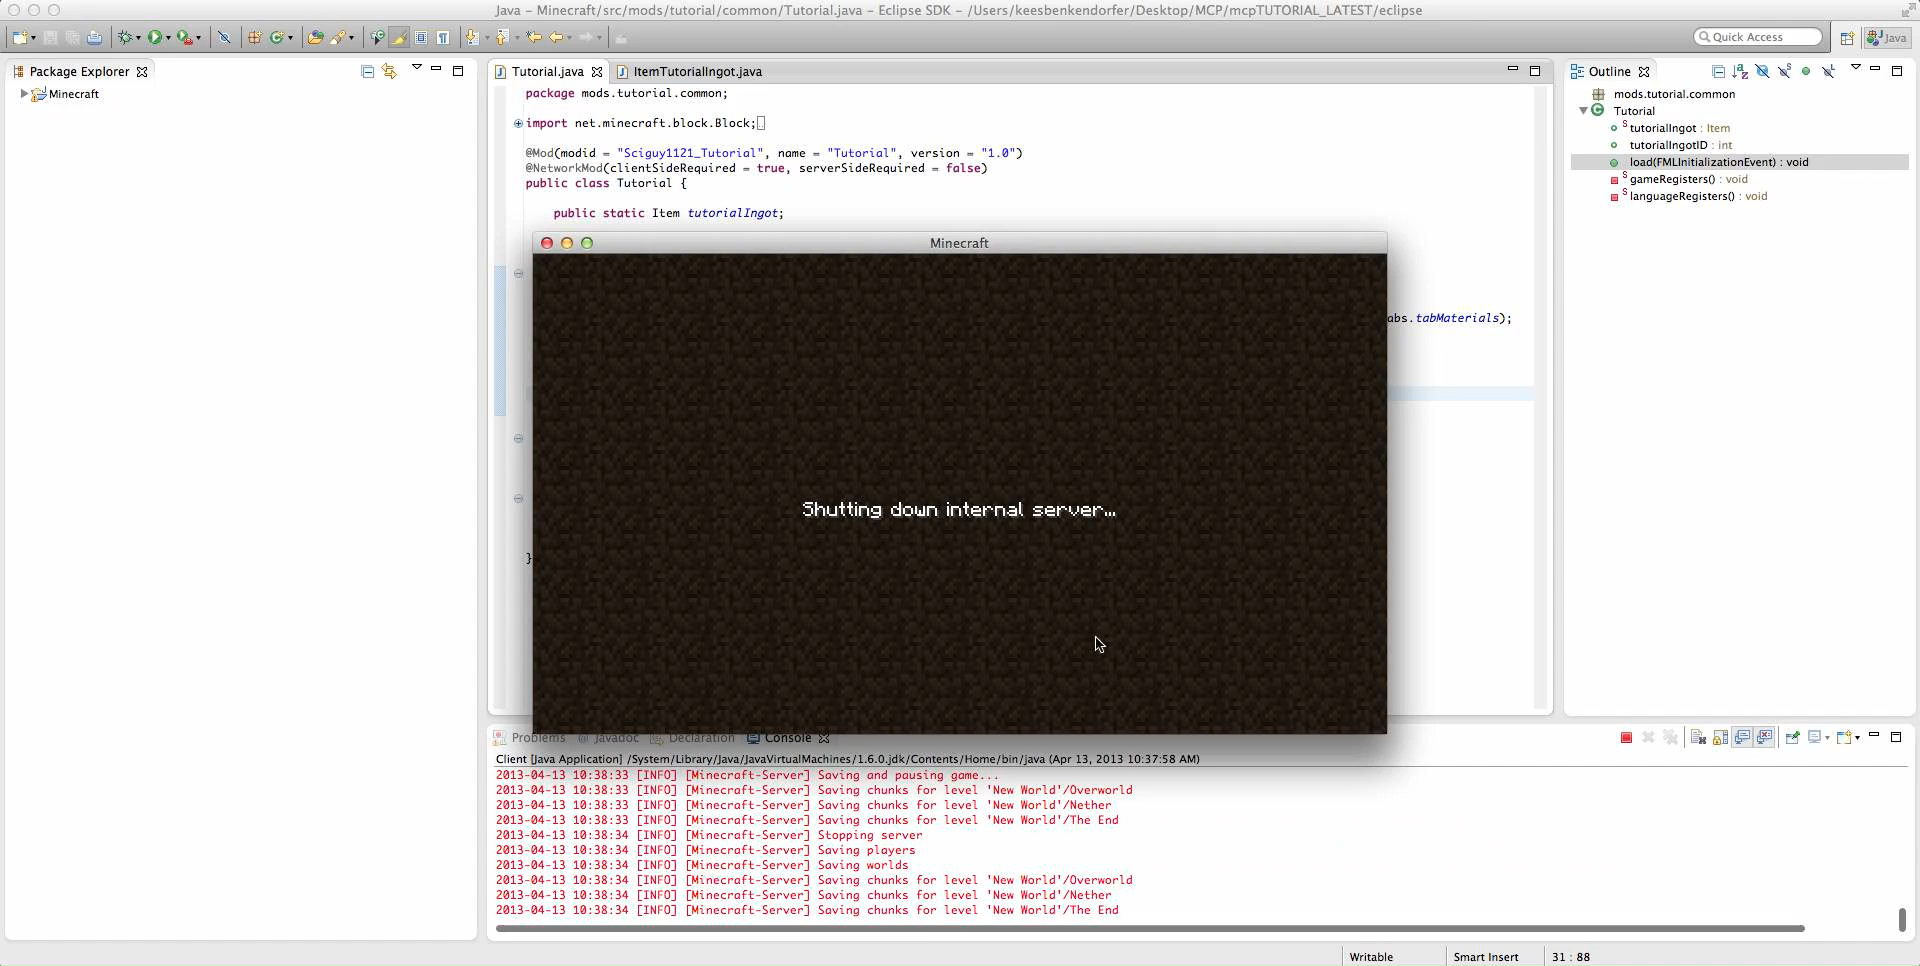 Java – Minecraft/src/mods/tutorial/common/Tutorial.java – Eclipse SDK – /Users/keesbenkendorfer/Desktop/MCP/mcpTUTORIAL_LATEST/eclipse
Quick Access
Java
Package Explorer
Minecraft
Tutorial.java
ItemTutorialIngot.java
package mods.tutorial.common;
import net.minecraft.block.Block;
@Mod(modid = "Sciguy1121_Tutorial", name = "Tutorial", version = "1.0")
@NetworkMod(clientSideRequired = true, serverSideRequired = false)
public class Tutorial {
public static Item tutorialIngot;
abs.tabMaterials);
}
Minecraft
Shutting down internal server...
Outline
mods.tutorial.common
Tutorial
tutorialIngot : Item
tutorialIngotID : int
load(FMLInitializationEvent) : void
gameRegisters() : void
languageRegisters() : void
Problems
@ Javadoc
Declaration
Console
Client [Java Application] /System/Library/Java/JavaVirtualMachines/1.6.0.jdk/Contents/Home/bin/java (Apr 13, 2013 10:37:58 AM)
2013-04-13 10:38:33 [INFO] [Minecraft-Server] Saving and pausing game...
2013-04-13 10:38:33 [INFO] [Minecraft-Server] Saving chunks for level 'New World'/Overworld
2013-04-13 10:38:33 [INFO] [Minecraft-Server] Saving chunks for level 'New World'/Nether
2013-04-13 10:38:33 [INFO] [Minecraft-Server] Saving chunks for level 'New World'/The End
2013-04-13 10:38:34 [INFO] [Minecraft-Server] Stopping server
2013-04-13 10:38:34 [INFO] [Minecraft-Server] Saving players
2013-04-13 10:38:34 [INFO] [Minecraft-Server] Saving worlds
2013-04-13 10:38:34 [INFO] [Minecraft-Server] Saving chunks for level 'New World'/Overworld
2013-04-13 10:38:34 [INFO] [Minecraft-Server] Saving chunks for level 'New World'/Nether
2013-04-13 10:38:34 [INFO] [Minecraft-Server] Saving chunks for level 'New World'/The End
Writable
Smart Insert
31 : 88